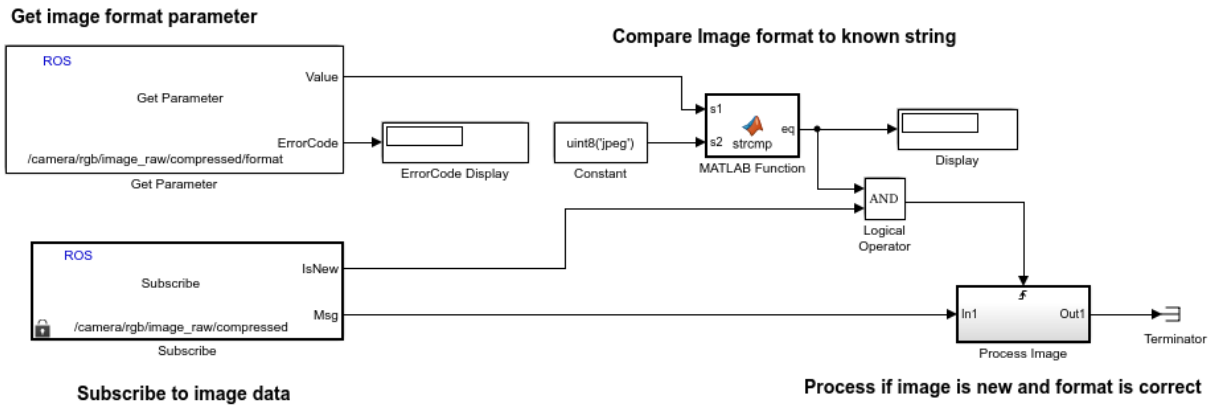 Get image format parameter
Compare Image format to known string
ROS
Value
Get Parameter
ErrorCode
/camera/rgb/image_raw/compressed/format
Get Parameter
ErrorCode Display
uint8('jpeg')
Constant
s1
s2
eq
strcmp
MATLAB Function
Display
AND
Logical
Operator
ROS
IsNew
Subscribe
Msg
/camera/rgb/image_raw/compressed
Subscribe
In1
Out1
Process Image
Terminator
Subscribe to image data
Process if image is new and format is correct